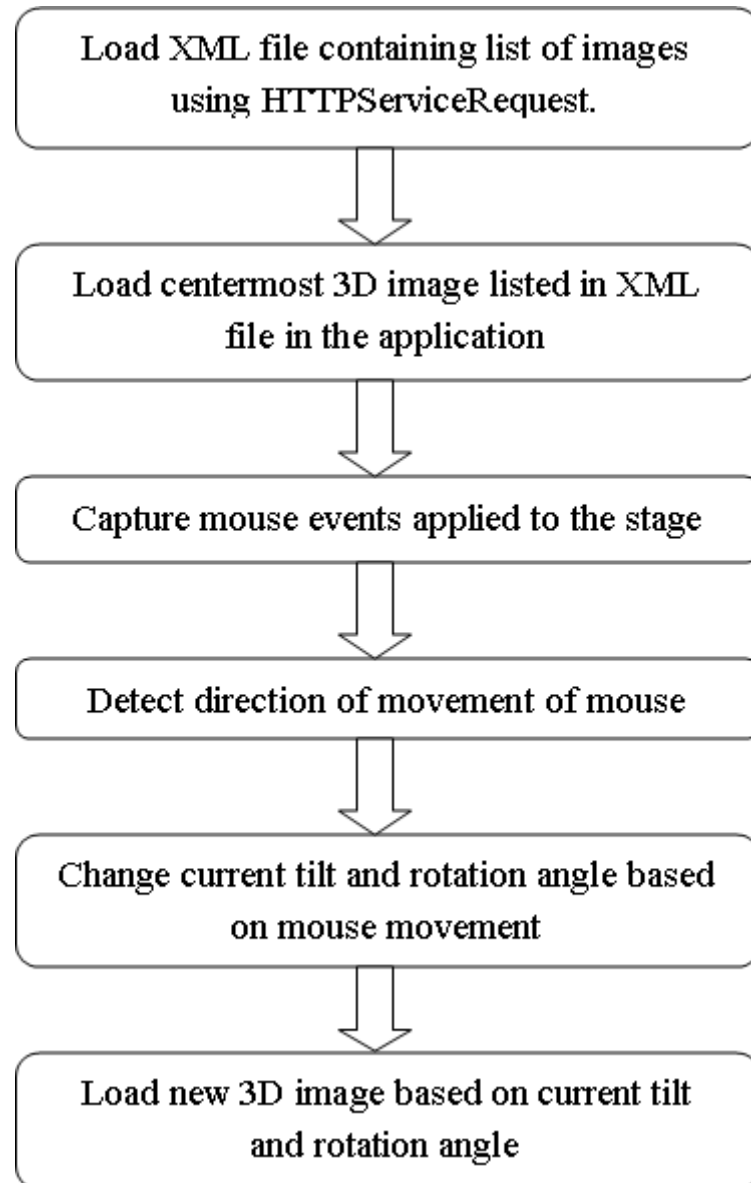 Load XML file containing list of images
using HTTPServiceRequest.
Load centermost 3D image listed in XML
file in the application
Capture mouse events applied to the stage
Detect direction of movement of mouse
Change current tilt and rotation angle based
on mouse movement
Load new 3D image based on current tilt
and rotation angle